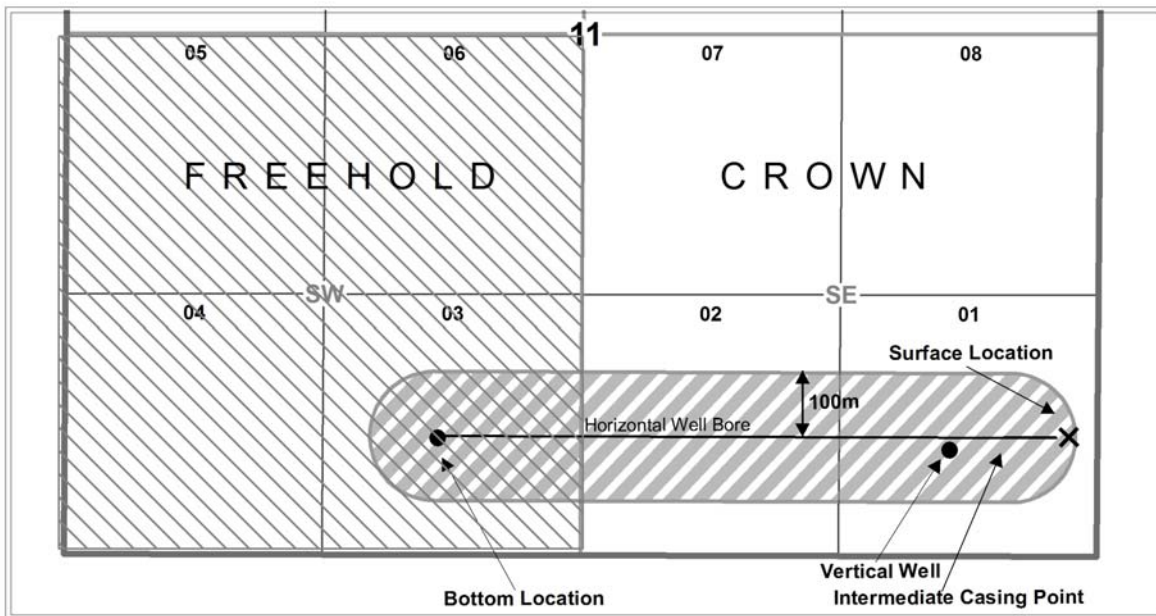 11
05
06
07
08
FREEHOLD
CROWN
SW
SE
04
03
02
01
Surface Location
100m
Horizontal Well Bore
Vertical Well
Bottom Location
Intermediate Casing Point